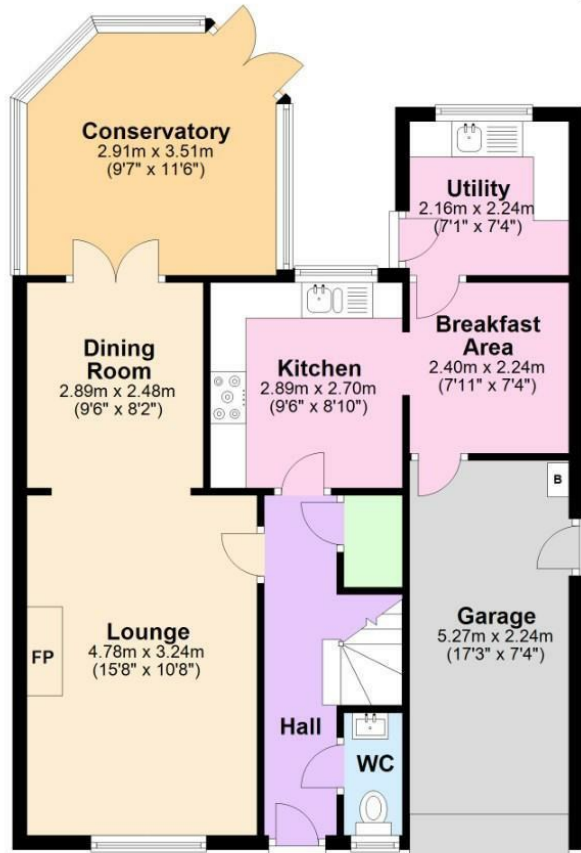 Conservatory
2.91m x 3.51m
(9'7" x 11'6")
Utility
2.16m x 2.24m
(7'1" x 7'4")
Dining
Room
2.89m x 2.48m
(9'6" x 8'2")
Kitchen
2.89m x 2.70m
(9'6" x 8'10")
Breakfast
Area
2.40m x 2.24m
(7'11" x 7'4")
B
Lounge
4.78m x 3.24m
(15'8" x 10'8")
FP
Garage
5.27m x 2.24m
(17'3" x 7'4")
Hall
WC